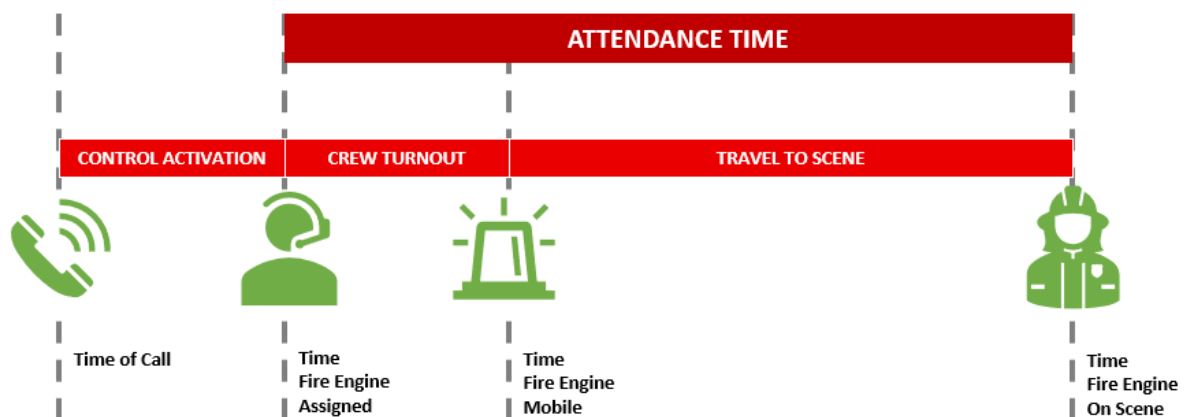 ATTENDANCE TIME
CONTROL ACTIVATION
CREW TURNOUT
TRAVEL TO SCENE
Time of Call
Time
Fire Engine
Assigned
Time
Fire Engine
Mobile
Time
Fire Engine
On Scene